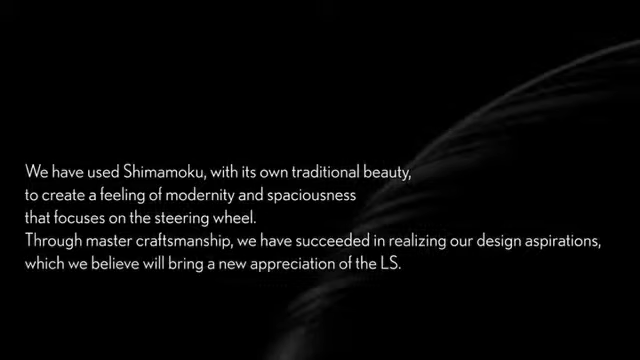 We have used Shimamoku, with its own traditional beauty,
to create a feeling of modernity and spaciousness
that focuses on the steering wheel.
Through master craftsmanship, we have succeeded in realizing our design aspirations,
which we believe will bring a new appreciation of the LS.